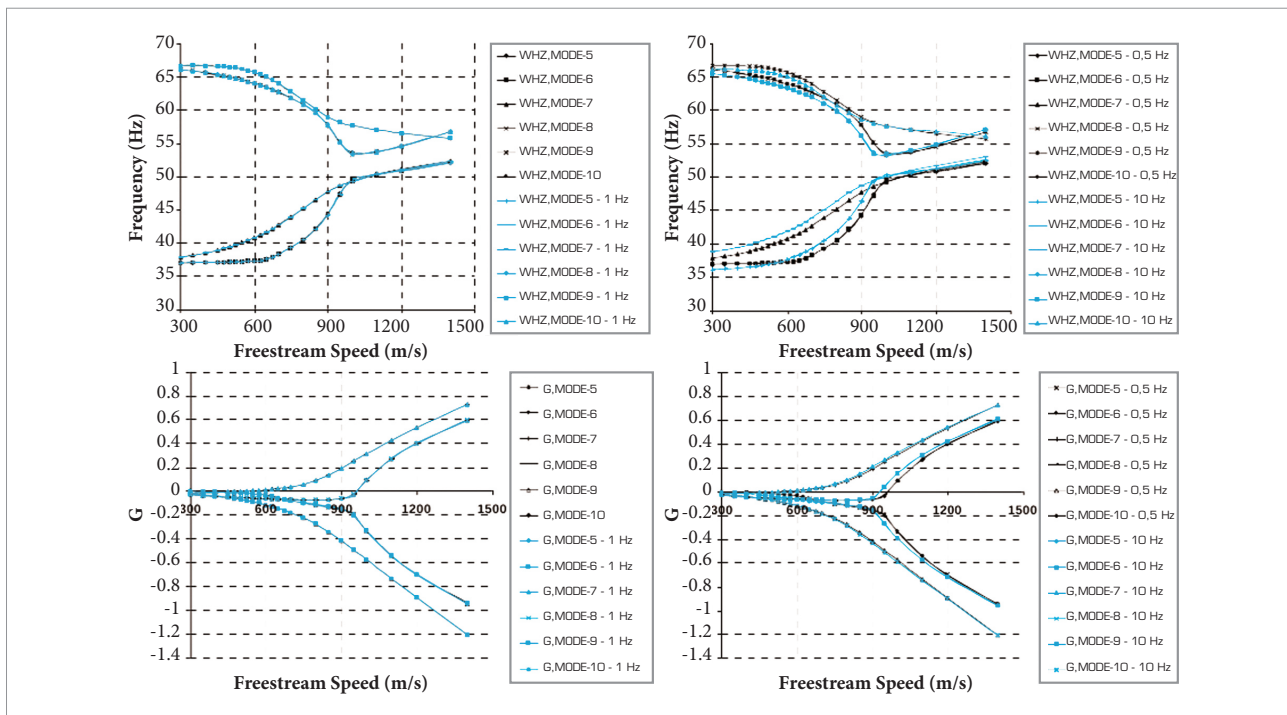 70
65
60
55
50
45
40
35
30
Frequency (Hz)
300 600 900 1200 1500
Freestream Speed (m/s)
WHZ,MODE-5
WHZ,MODE-6
WHZ,MODE-7
WHZ,MODE-8
WHZ,MODE-9
WHZ,MODE-10
WHZ,MODE-5 - 1 Hz
WHZ,MODE-6 - 1 Hz
WHZ,MODE-7 - 1 Hz
WHZ,MODE-8 - 1 Hz
WHZ,MODE-9 - 1 Hz
WHZ,MODE-10 - 1 Hz
70
65
60
55
50
45
40
35
30
Frequency (Hz)
300 600 900 1200 1500
Freestream Speed (m/s)
WHZ,MODE-5 - 0,5 Hz
WHZ,MODE-6 - 0,5 Hz
WHZ,MODE-7 - 0,5 Hz
WHZ,MODE-8 - 0,5 Hz
WHZ,MODE-9 - 0,5 Hz
WHZ,MODE-10 - 0,5 Hz
WHZ,MODE-5 - 10 Hz
WHZ,MODE-6 - 10 Hz
WHZ,MODE-7 - 10 Hz
WHZ,MODE-8 - 10 Hz
WHZ,MODE-9 - 10 Hz
WHZ,MODE-10 - 10 Hz
1
0.8
0.6
0.4
0.2
0
-0.2
-0.4
-0.6
-0.8
-1
-1.2
-1.4
G
300 600 900 1200 1500
Freestream Speed (m/s)
G,MODE-5
G,MODE-6
G,MODE-7
G,MODE-8
G,MODE-9
G,MODE-10
G,MODE-5 - 1 Hz
G,MODE-6 - 1 Hz
G,MODE-7 - 1 Hz
G,MODE-8 - 1 Hz
G,MODE-9 - 1 Hz
G,MODE-10 - 1 Hz
1
0.8
0.6
0.4
0.2
0
-0.2
-0.4
-0.6
-0.8
-1
-1.2
-1.4
G
300 600 900 1200 1500
Freestream Speed (m/s)
G,MODE-5 - 0,5 Hz
G,MODE-6 - 0,5 Hz
G,MODE-7 - 0,5 Hz
G,MODE-8 - 0,5 Hz
G,MODE-9 - 0,5 Hz
G,MODE-10 - 0,5 Hz
G,MODE-5 - 10 Hz
G,MODE-6 - 10 Hz
G,MODE-7 - 10 Hz
G,MODE-8 - 10 Hz
G,MODE-9 - 10 Hz
G,MODE-10 - 10 Hz